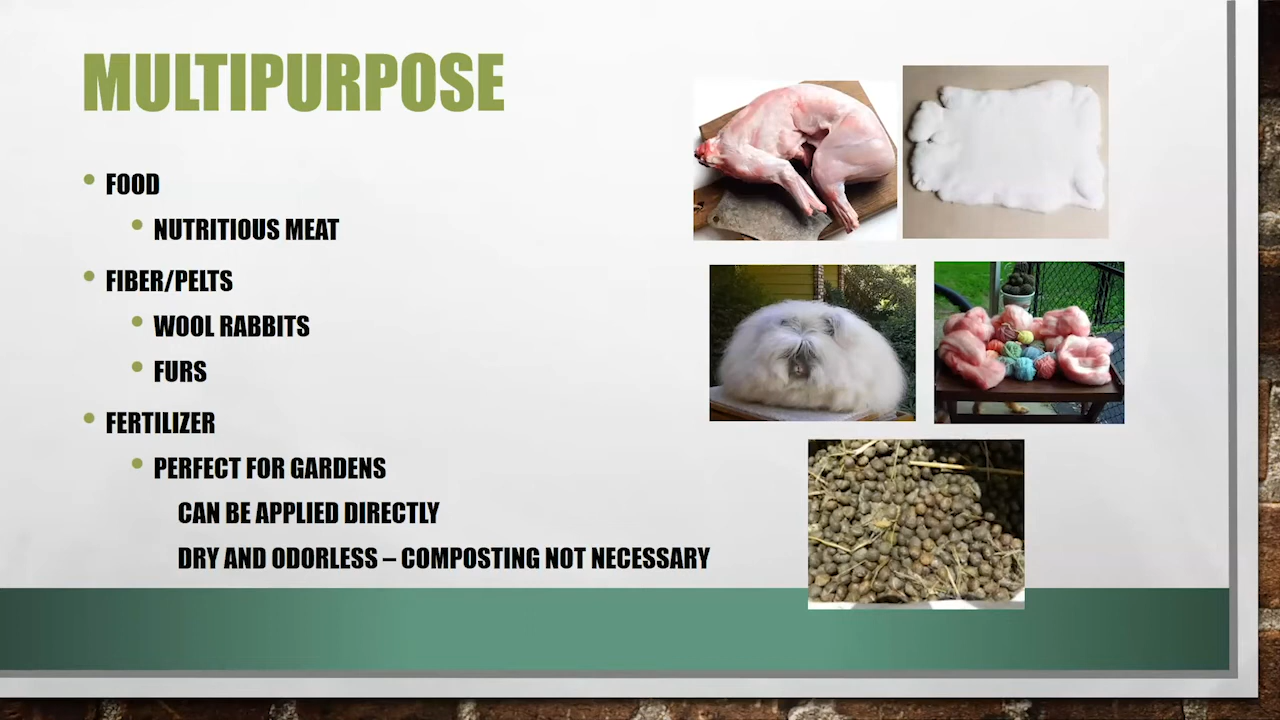 MULTIPURPOSE
FOOD
NUTRITIOUS MEAT
FIBER/PELTS
WOOL RABBITS
FURS
FERTILIZER
PERFECT FOR GARDENS
CAN BE APPLIED DIRECTLY
DRY AND ODORLESS – COMPOSTING NOT NECESSARY